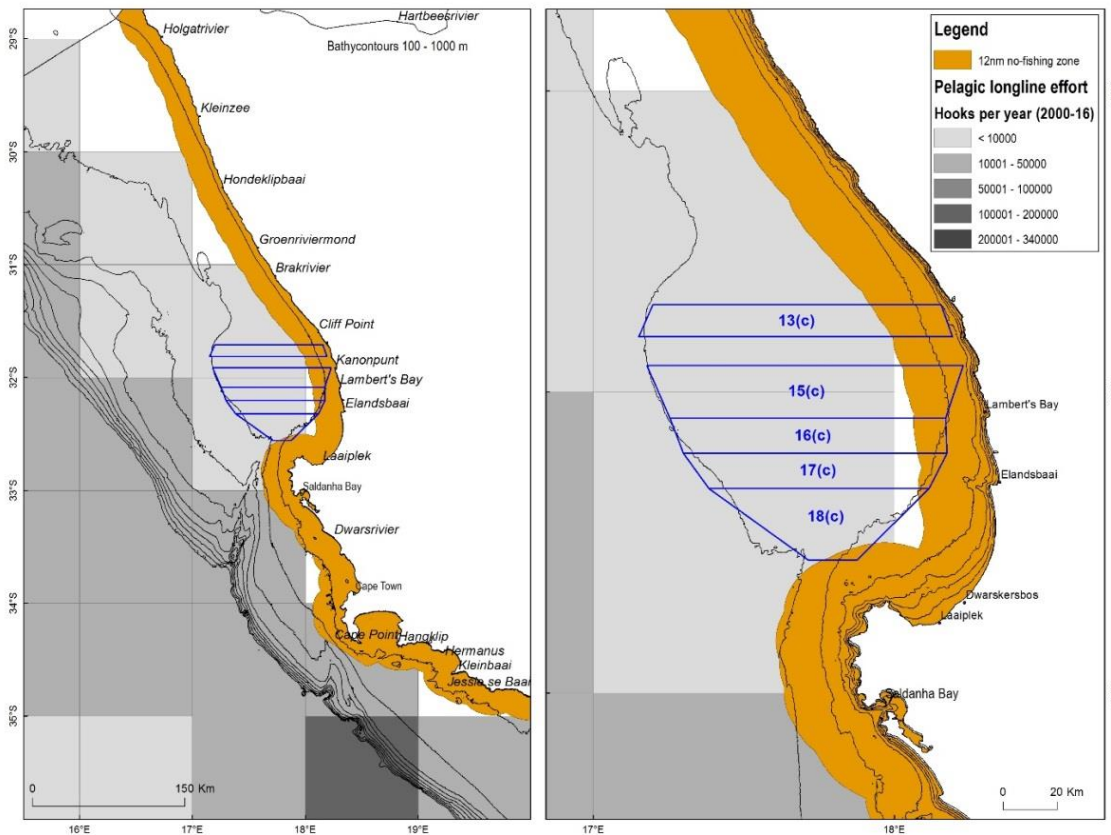 Hartbeesrivier
Holgatrivier
Bathycontours 100 - 1000 m
29°S
Kleinzee
30°S
Hondeklipbaai
Groenriviermond
31°S
Brakrivier
Cliff Point
Kanonpunt
32°S
Lambert's Bay
Elandsbaai
Laaiplek
33°S
Saldanha Bay
Dwarsrivier
34°S
Cape Town
Cape Point
Hangklip
Hermanus
Kleinbaai
Jessie se Baai
35°S
0 150 Km
16°E 17°E 18°E 19°E
Legend
12nm no-fishing zone
Pelagic longline effort
Hooks per year (2000-16)
< 10000
10001 - 50000
50001 - 100000
100001 - 200000
200001 - 340000
13(c)
15(c)
Lambert's Bay
16(c)
17(c)
Elandsbaai
18(c)
Dwarskersbos
Laaiplek
Saldanha Bay
0 20 Km
17°E 18°E